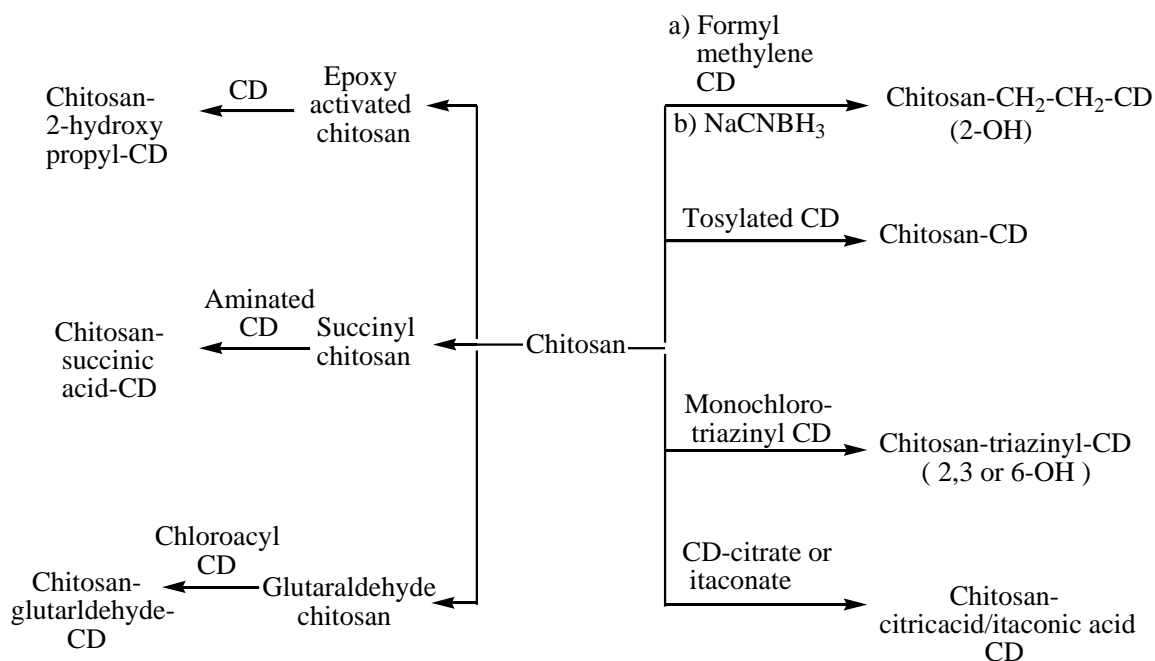 a) Formyl
methylene
CD
b) NaCNBH3
Chitosan-CH2-CH2-CD
(2-OH)
Epoxy
activated
chitosan
CD
Chitosan-
2-hydroxy
propyl-CD
Tosylated CD
Chitosan-CD
Aminated
CD
Succinyl
chitosan
Chitosan-
succinic
acid-CD
Chitosan
Monochloro-
triazinyl CD
Chitosan-triazinyl-CD
( 2,3 or 6-OH )
Chloroacyl
CD
Glutaraldehyde
chitosan
Chitosan-
glutarldehyde-
CD
CD-citrate or
itaconate
Chitosan-
citricacid/itaconic acid
CD